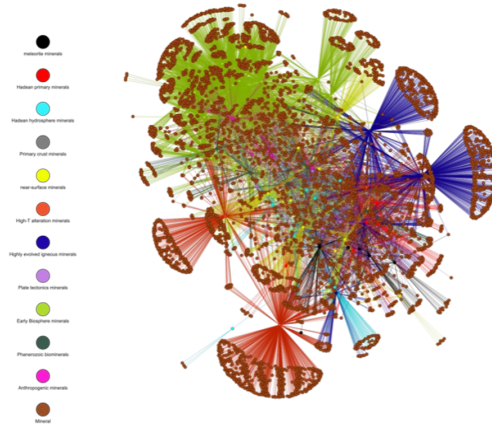 meteorite minerals
Hadean primary minerals
Hadean hydrosphere minerals
Primary crust minerals
near-surface minerals
High-T alteration minerals
Highly evolved igneous minerals
Plate tectonics minerals
Early Biosphere minerals
Phanerozoic biominerals
Anthropogenic minerals
Mineral